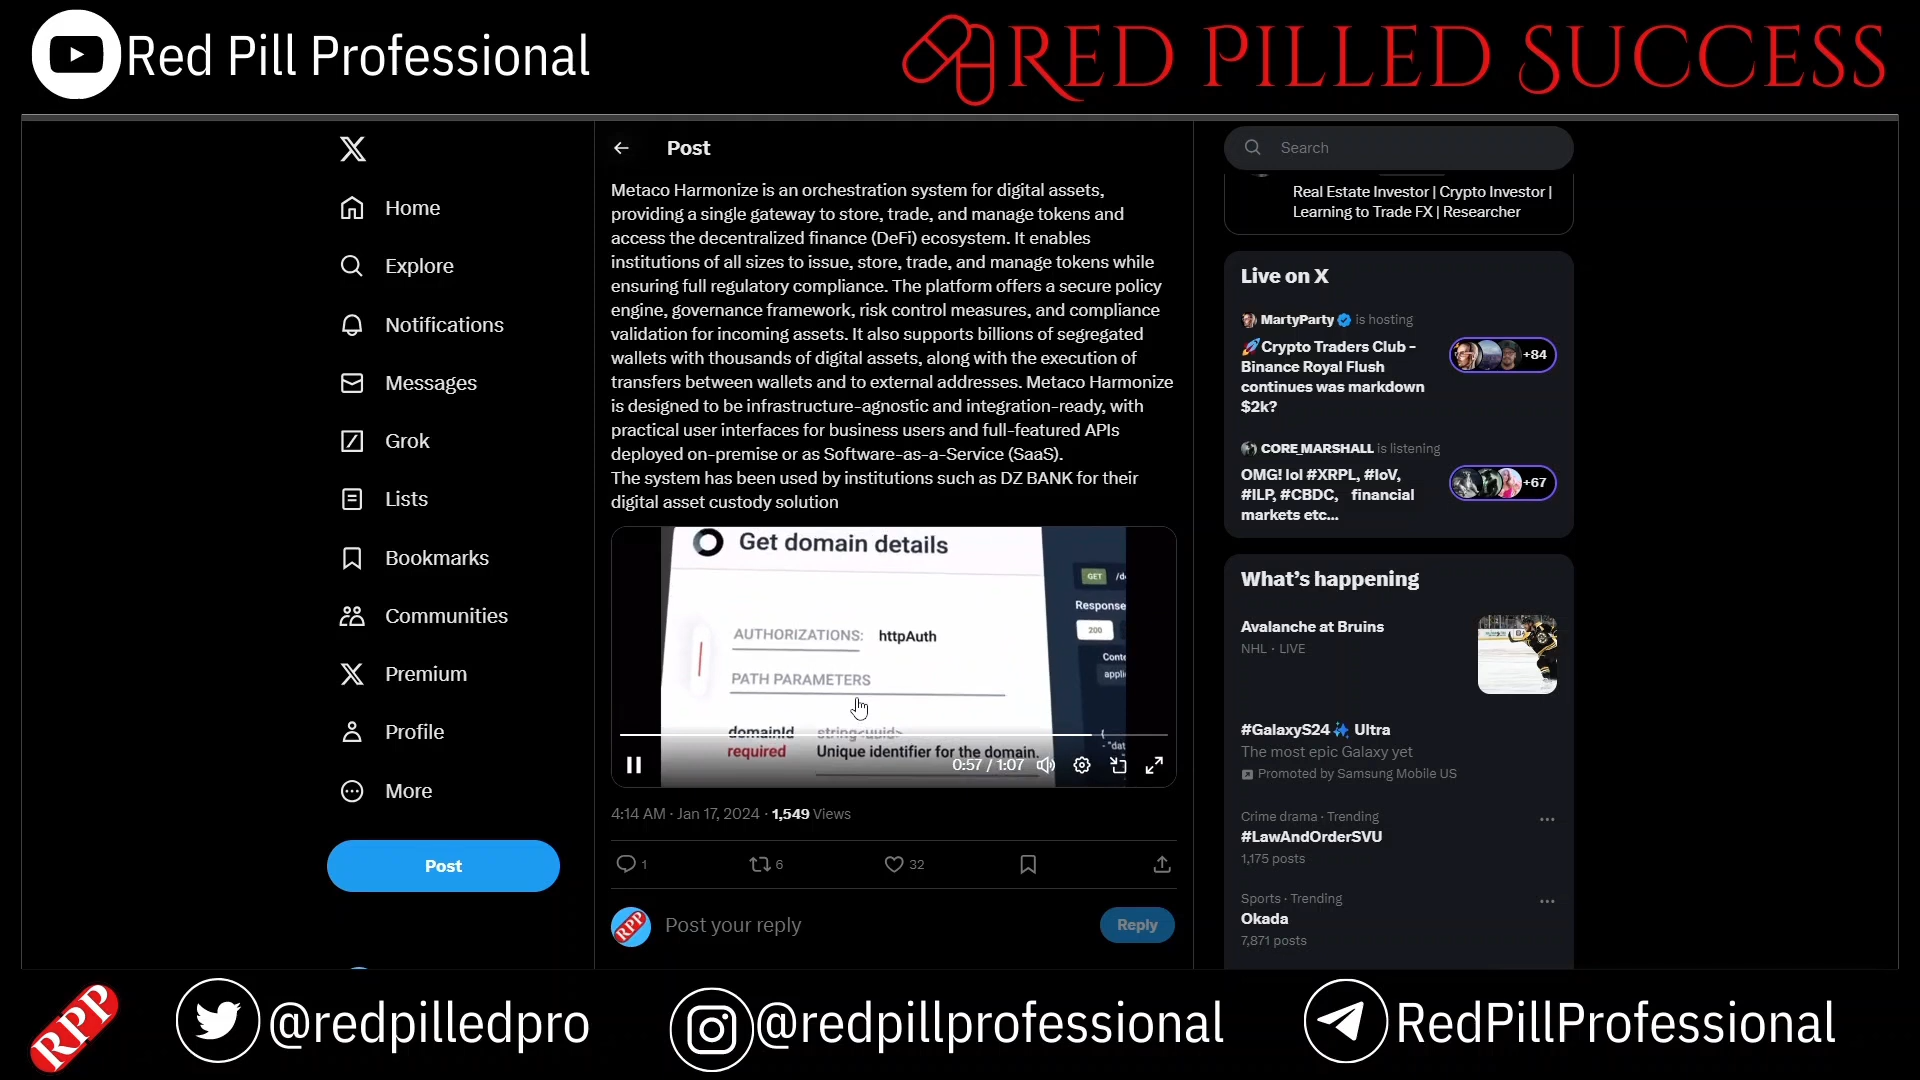 Red Pill Professional
RED PILLED SUCCESS
Home
Explore
Notifications
Messages
Grok
Lists
Bookmarks
Communities
Premium
Profile
More
Post
Post
Metaco Harmonize is an orchestration system for digital assets,
providing a single gateway to store, trade, and manage tokens and
access the decentralized finance (DeFi) ecosystem. It enables
institutions of all sizes to issue, store, trade, and manage tokens while
ensuring full regulatory compliance. The platform offers a secure policy
engine, governance framework, risk control measures, and compliance
validation for incoming assets. It also supports billions of segregated
wallets with thousands of digital assets, along with the execution of
transfers between wallets and to external addresses. Metaco Harmonize
is designed to be infrastructure-agnostic and integration-ready, with
practical user interfaces for business users and full-featured APIs
deployed on-premise or as Software-as-a-Service (SaaS).
The system has been used by institutions such as DZ BANK for their
digital asset custody solution
Get domain details
AUTHORIZATIONS: httpAuth
PATH PARAMETERS
domainId string<uuid>
required Unique identifier for the domain.
GET /d
Response
200
Conte
appli
{
- "dat
0:57 / 1:07
4:14 AM · Jan 17, 2024 · 1,549 Views
1 6 32
RPP Post your reply Reply
Search
Real Estate Investor | Crypto Investor |
Learning to Trade FX | Researcher
Live on X
MartyParty is hosting
🚀Crypto Traders Club -
Binance Royal Flush
continues was markdown
$2k?
+84
CORE_MARSHALL is listening
OMG! lol #XRPL, #IoV,
#ILP, #CBDC, financial
markets etc...
+67
What's happening
Avalanche at Bruins
NHL · LIVE
#GalaxyS24 Ultra
The most epic Galaxy yet
Promoted by Samsung Mobile US
Crime drama · Trending
#LawAndOrderSVU
1,175 posts
Sports · Trending
Okada
7,871 posts
RPP
@redpilledpro
@redpillprofessional
RedPillProfessional